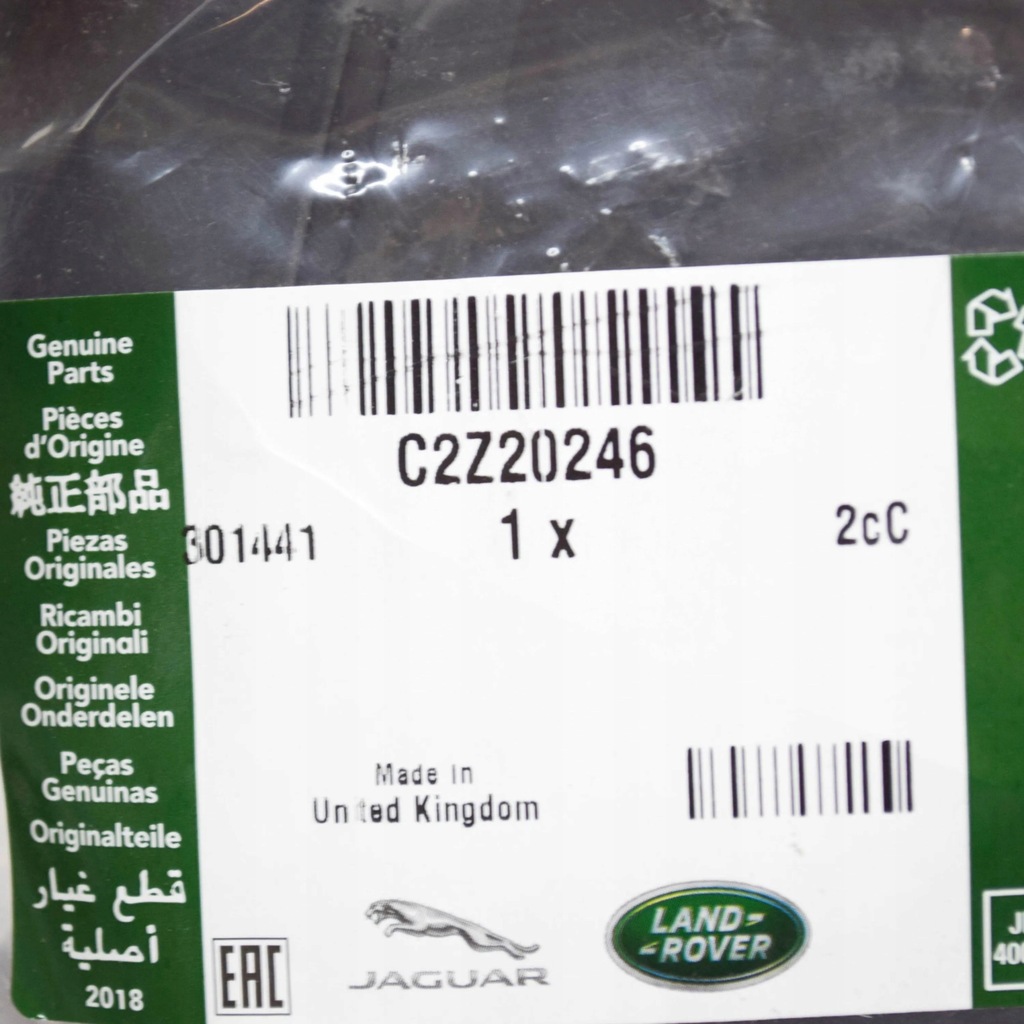 Genuine
Parts
Pièces
d'Origine
純正部品
Piezas
Originales
Ricambi
Originali
Originele
Onderdelen
Peças
Genuinas
Originalteile
قطع غيار
أصلية
2018
C2Z20246
301441 1 x 2cC
Made in
United Kingdom
EAC
JAGUAR
LAND-
-ROVER